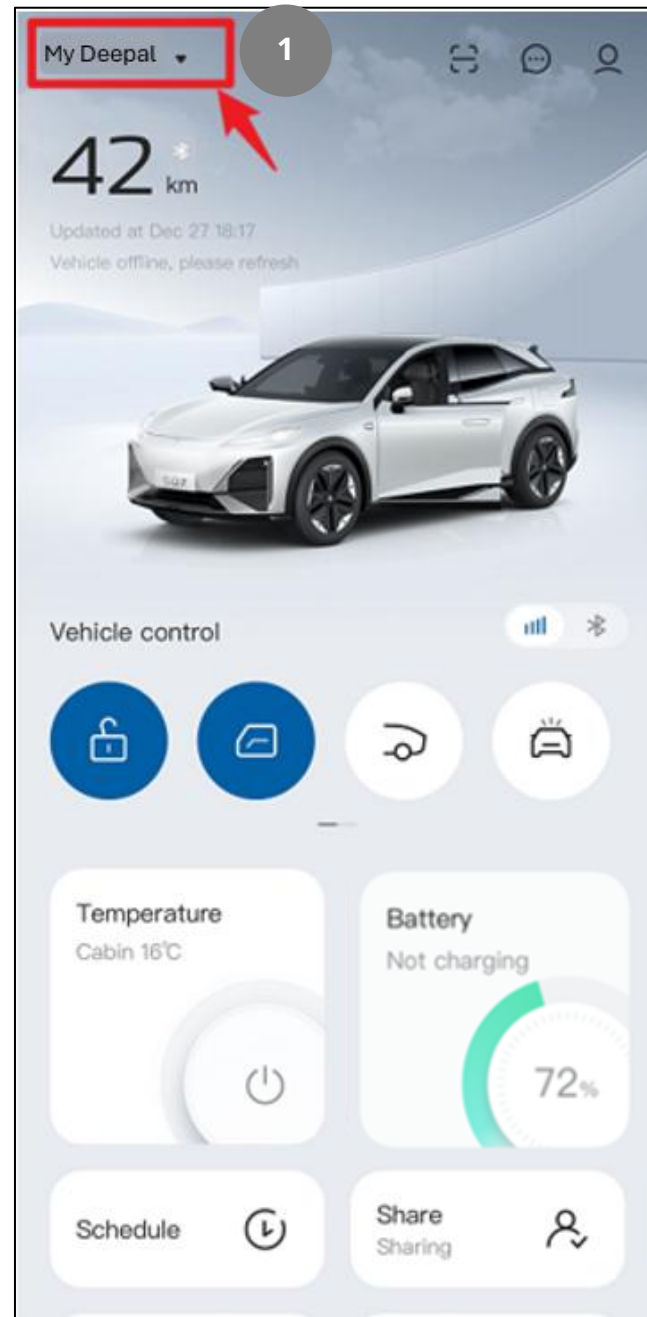 My Deepal
1
42 km
Updated at Dec 27 18:17
Vehicle offline, please refresh
Vehicle control
Temperature
Cabin 16℃
Battery
Not charging
72%
Schedule
Share
Sharing